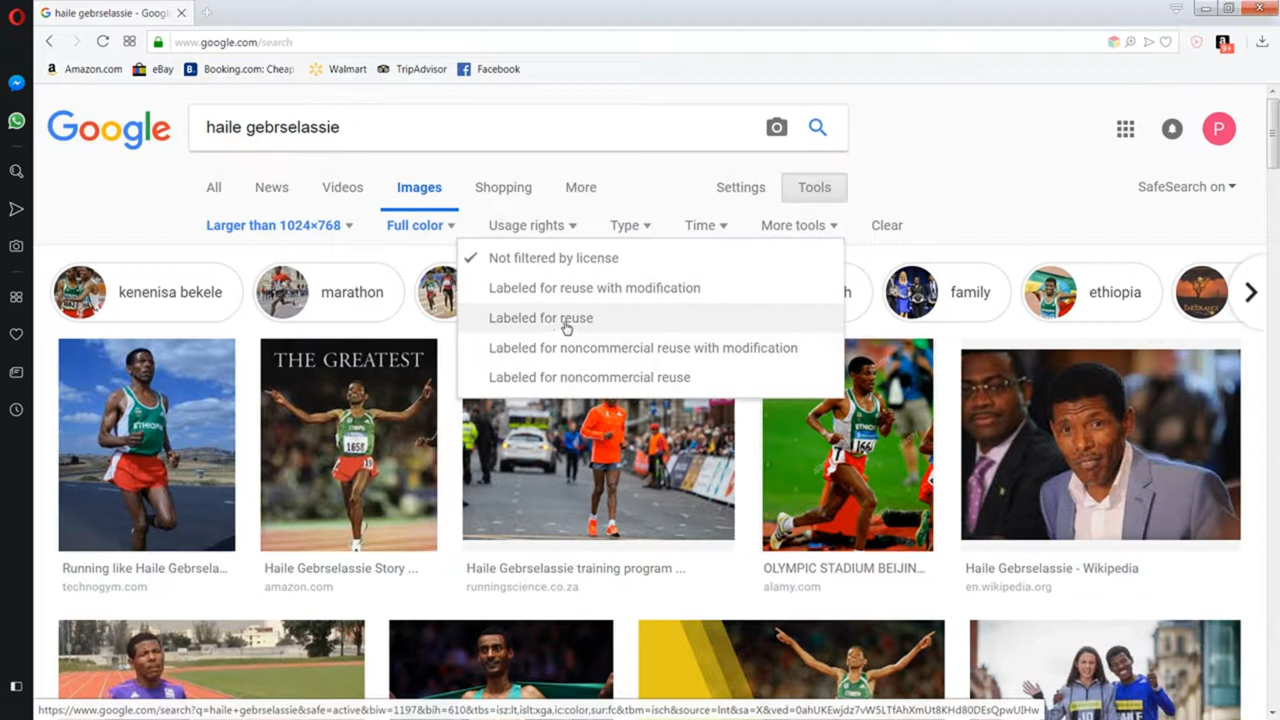 haile gebrselassie - Googl
www.google.com/search
9+
Amazon.com eBay Booking.com: Cheap Walmart TripAdvisor Facebook
Google
haile gebrselassie
P
All News Videos Images Shopping More Settings Tools SafeSearch on
Larger than 1024×768 Full color Usage rights Type Time More tools Clear
Not filtered by license
Labeled for reuse with modification
Labeled for reuse
Labeled for noncommercial reuse with modification
Labeled for noncommercial reuse
kenenisa bekele marathon h family ethiopia
THE GREATEST
ETHIOPIA
1658
166
Running like Haile Gebrsela...
technogym.com
Haile Gebrselassie Story ...
amazon.com
Haile Gebrselassie training program ...
runningscience.co.za
OLYMPIC STADIUM BEIJIN...
alamy.com
Haile Gebrselassie - Wikipedia
en.wikipedia.org
https://www.google.com/search?q=haile+gebrselassie&safe=active&biw=1197&bih=610&tbs=isz:lt,islt:xga,ic:color,sur:fc&tbm=isch&source=lnt&sa=X&ved=0ahUKEwjdz7vW5LTfAhXmUt8KHd80DEsQpwUIHw